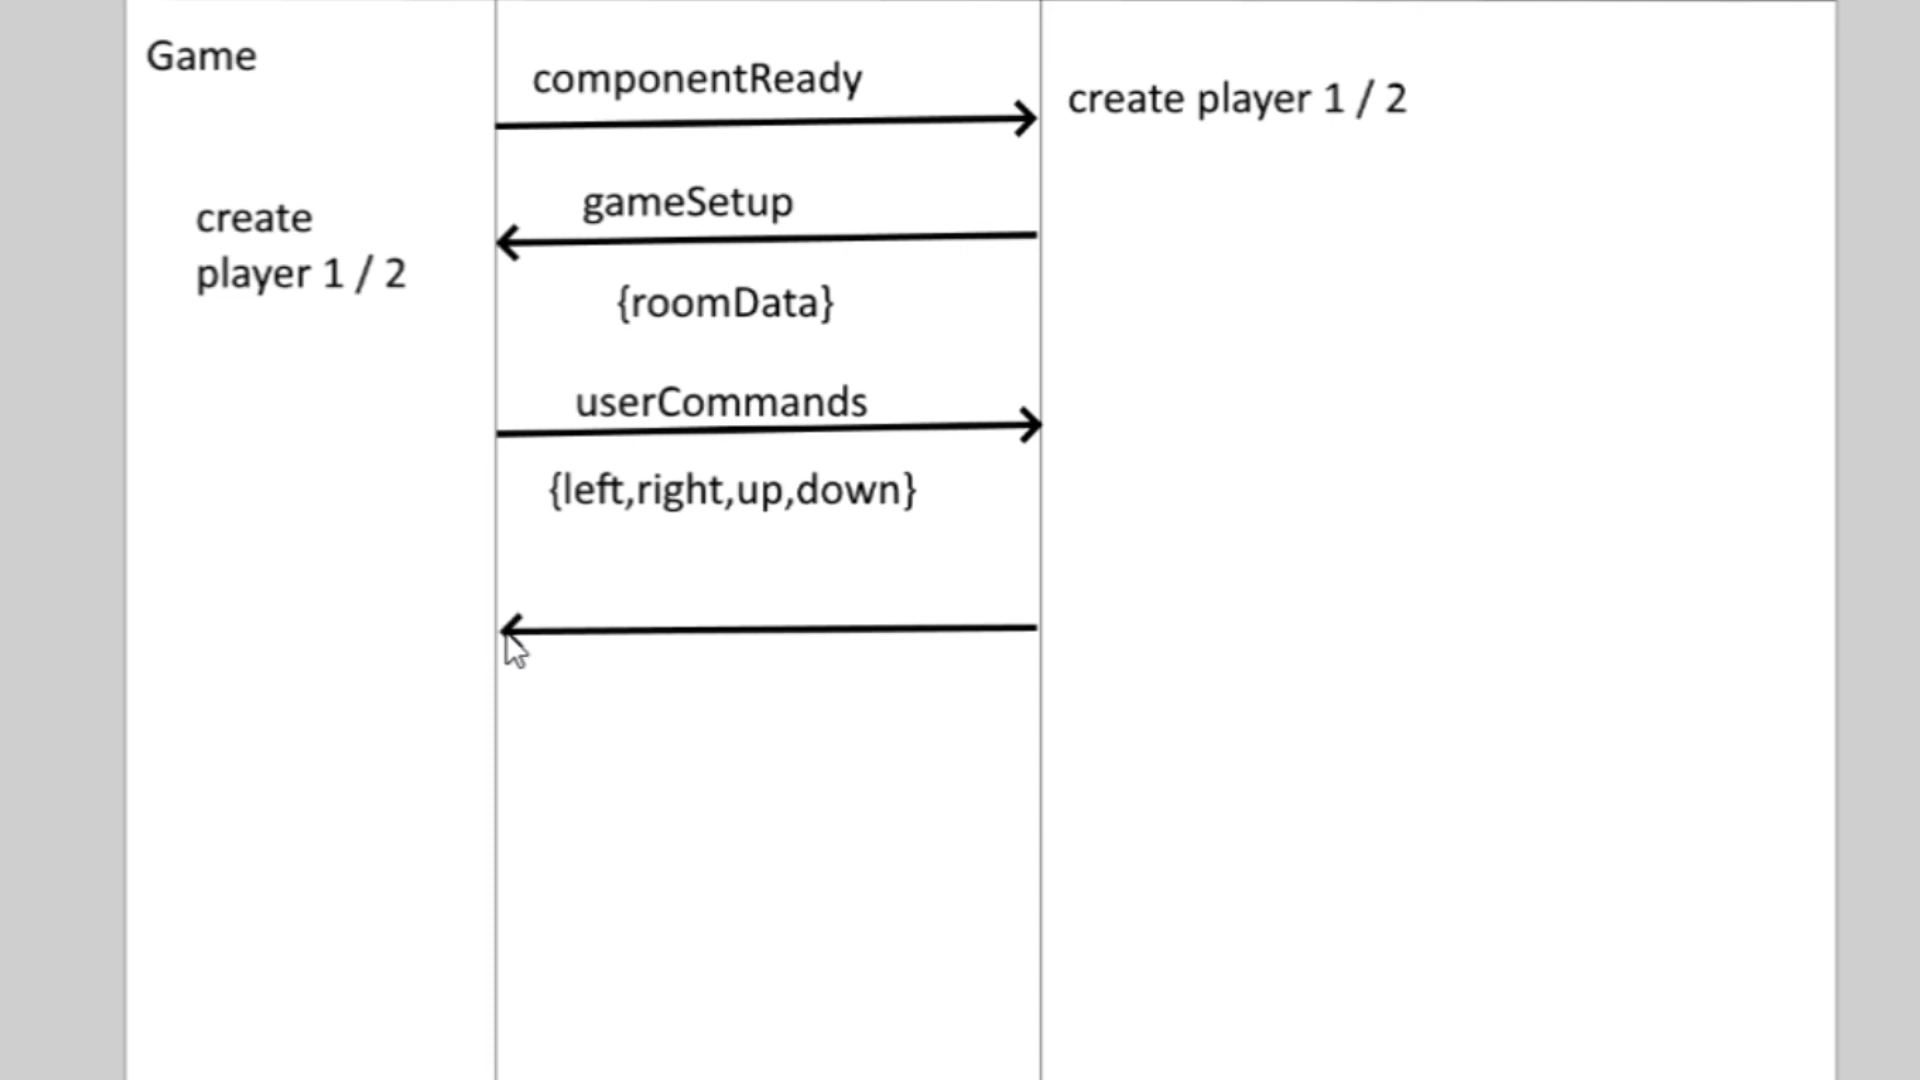 Game
componentReady
create player 1 / 2
gameSetup
create
player 1 / 2
{roomData}
userCommands
{left,right,up,down}